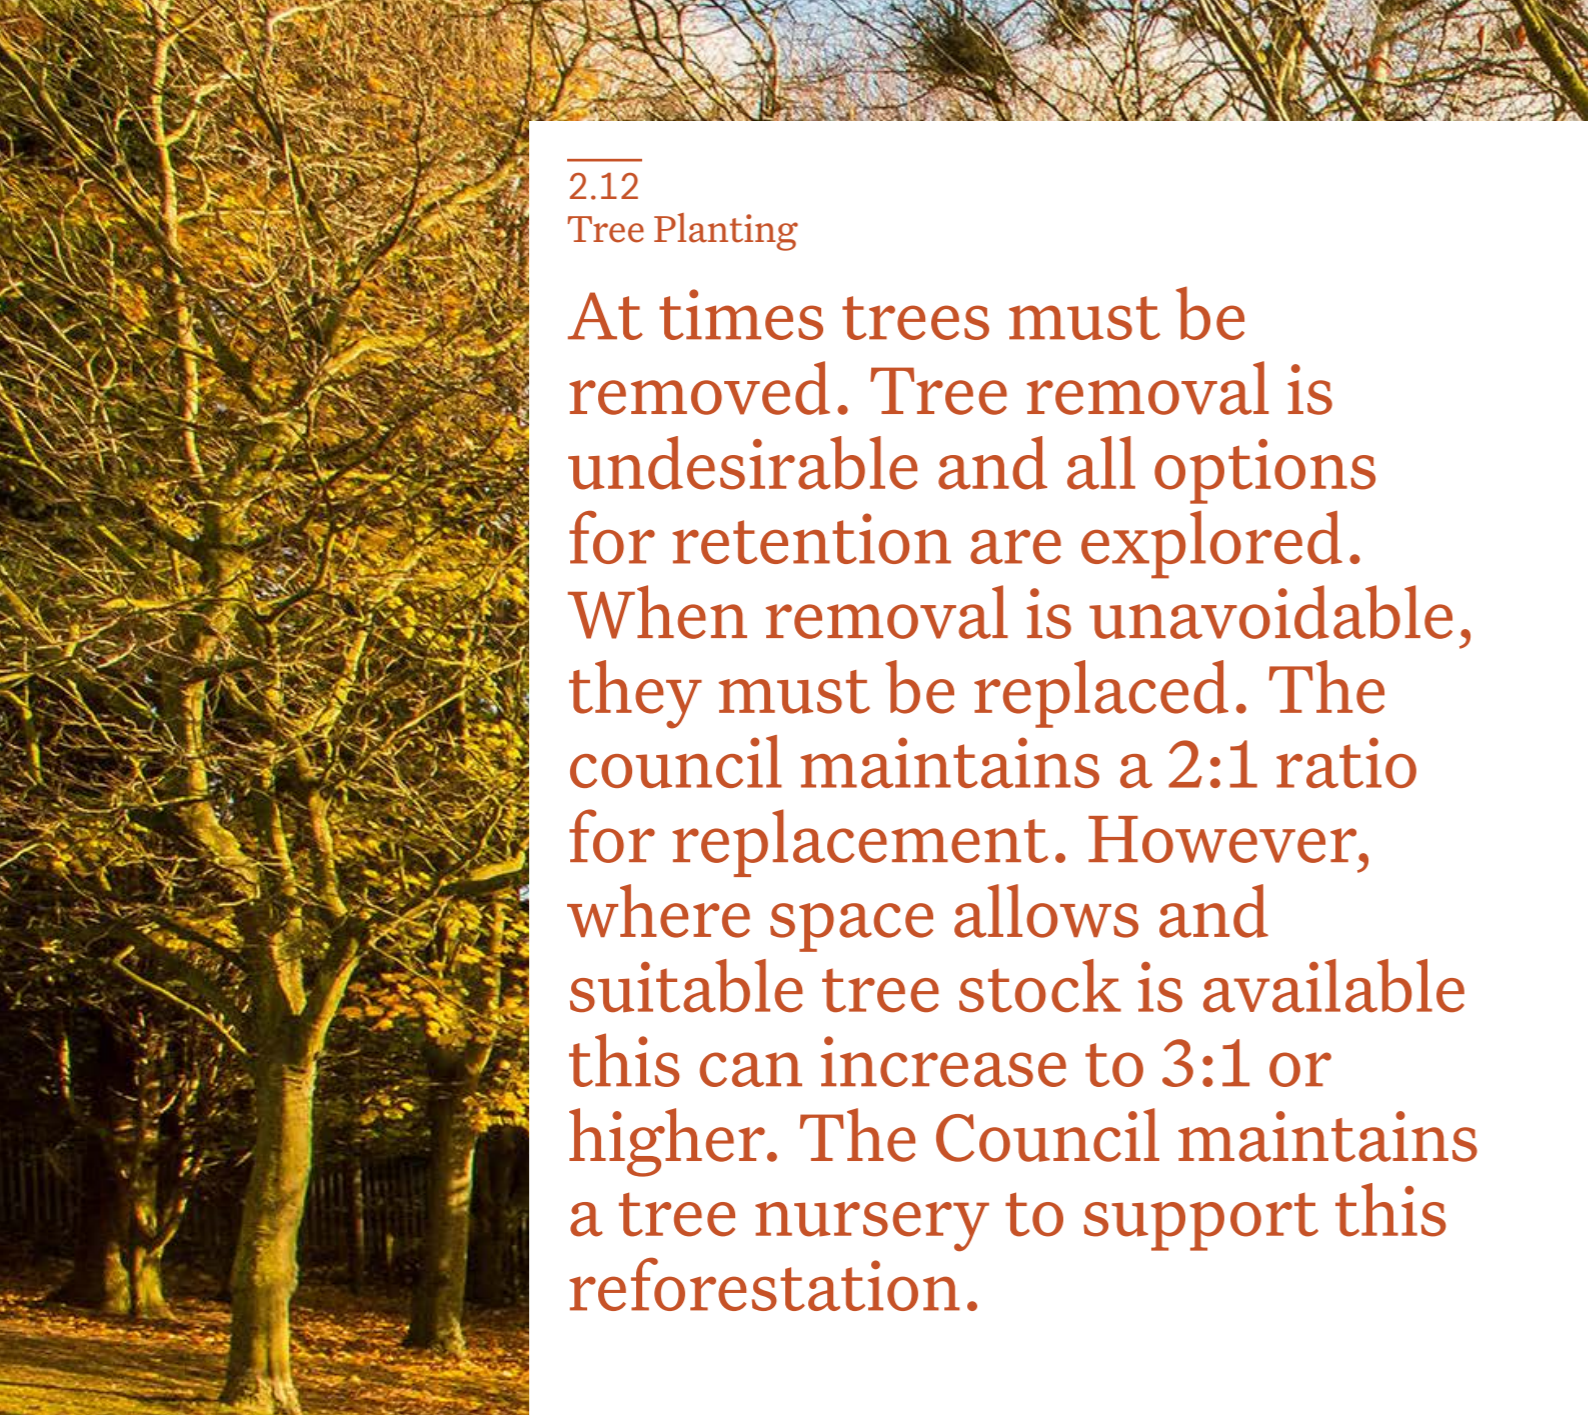 2.12
Tree Planting
At times trees must be
removed. Tree removal is
undesirable and all options
for retention are explored.
When removal is unavoidable,
they must be replaced. The
council maintains a 2:1 ratio
for replacement. However,
where space allows and
suitable tree stock is available
this can increase to 3:1 or
higher. The Council maintains
a tree nursery to support this
reforestation.